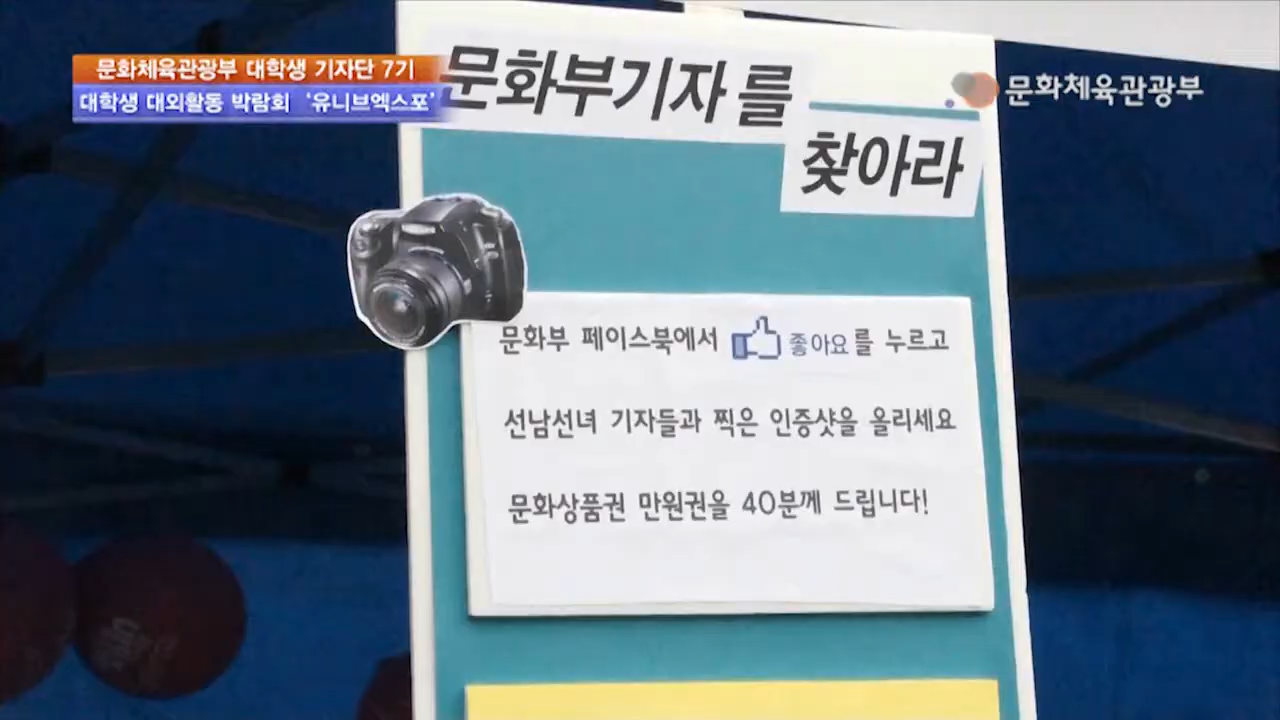 문화체육관광부 대학생 기자단 7기
대학생 대외활동 박람회 ‘유니브엑스포’
문화체육관광부
문화부기자를
찾아라
문화부 페이스북에서 좋아요를 누르고
선남선녀 기자들과 찍은 인증샷을 올리세요
문화상품권 만원권을 40분께 드립니다!